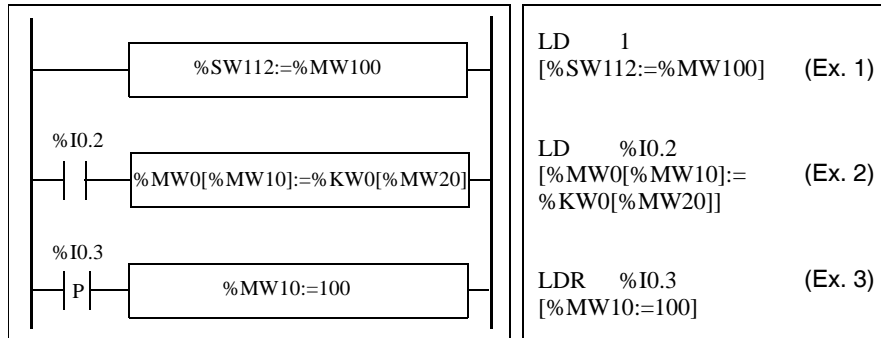 %SW112:=%MW100
%I0.2
%MW0[%MW10]:=%KW0[%MW20]
%I0.3
P
%MW10:=100
LD 1
[%SW112:=%MW100] (Ex. 1)
LD %I0.2
[%MW0[%MW10]:= (Ex. 2)
%KW0[%MW20]]
LDR %I0.3 (Ex. 3)
[%MW10:=100]